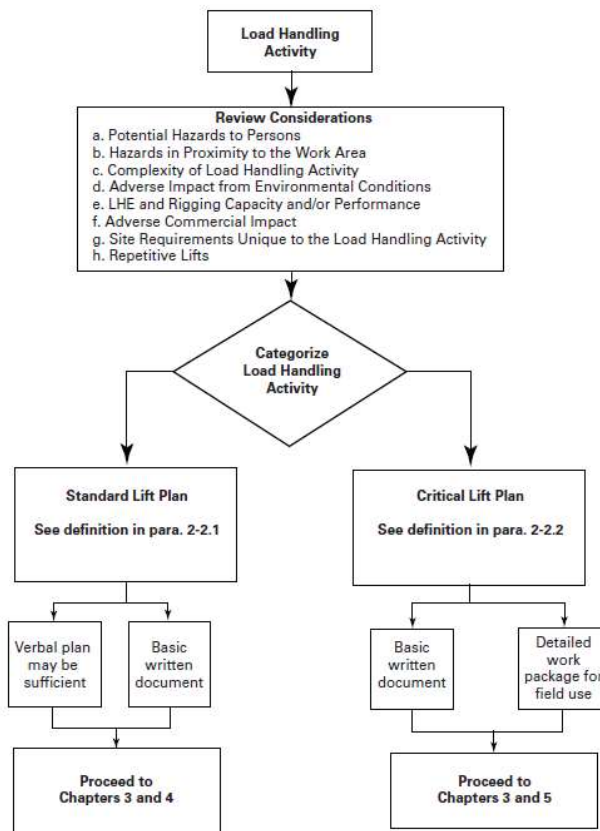 Load Handling
Activity
Review Considerations
a. Potential Hazards to Persons
b. Hazards in Proximity to the Work Area
c. Complexity of Load Handling Activity
d. Adverse Impact from Environmental Conditions
e. LHE and Rigging Capacity and/or Performance
f. Adverse Commercial Impact
g. Site Requirements Unique to the Load Handling Activity
h. Repetitive Lifts
Categorize
Load Handling
Activity
Standard Lift Plan
See definition in para. 2-2.1
Critical Lift Plan
See definition in para. 2-2.2
Verbal plan
may be
sufficient
Basic
written
document
Basic
written
document
Detailed
work
package for
field use
Proceed to
Chapters 3 and 4
Proceed to
Chapters 3 and 5